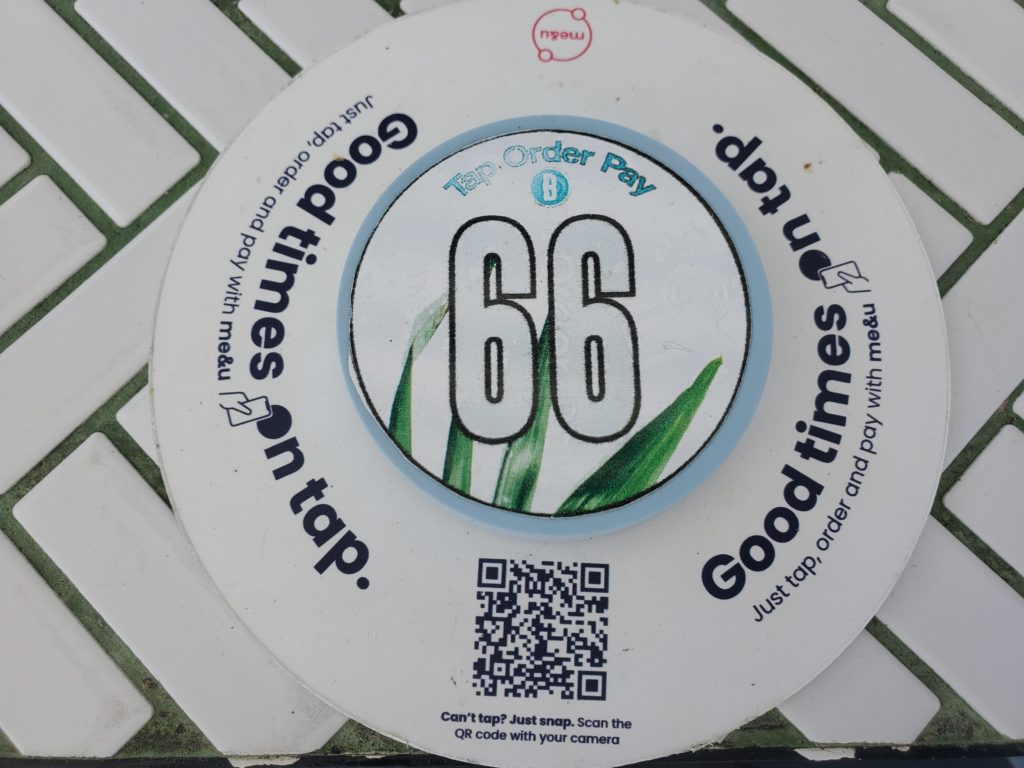 me&u
Tap Order Pay
B
66
Good times on tap.
Just tap, order and pay with me&u
Good times on tap.
Just tap, order and pay with me&u
Can't tap? Just snap. Scan the
QR code with your camera